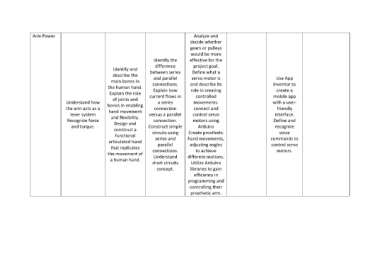 Arm Power
Understand how
the arm acts as a
lever system
Recognize force
and torque.
Identify and
describe the
main bones in
the human hand.
Explain the role
of joints and
bones in enabling
hand movement
and flexibility.
Design and
construct a
functional
articulated hand
that replicates
the movement of
a human hand.
Identify the
difference
between series
and parallel
connections.
Explain how
current flows in
a series
connection
versus a parallel
connection.
Construct simple
circuits using
series and
parallel
connections.
Understand
short circuits
concept.
Analyze and
decide whether
gears or pulleys
would be more
effective for the
project goal.
Define what a
servo motor is
and describe its
role in creating
controlled
movements
connect and
control servo
motors using
Arduino
Create prosthetic
hand movements,
adjusting angles
to achieve
different motions.
Utilize Arduino
libraries to gain
efficiency in
programming and
controlling their
prosthetic arm.
Use App
Inventor to
create a
mobile app
with a user-
friendly
interface.
Define and
recognize
voice
commands to
control servo
motors.